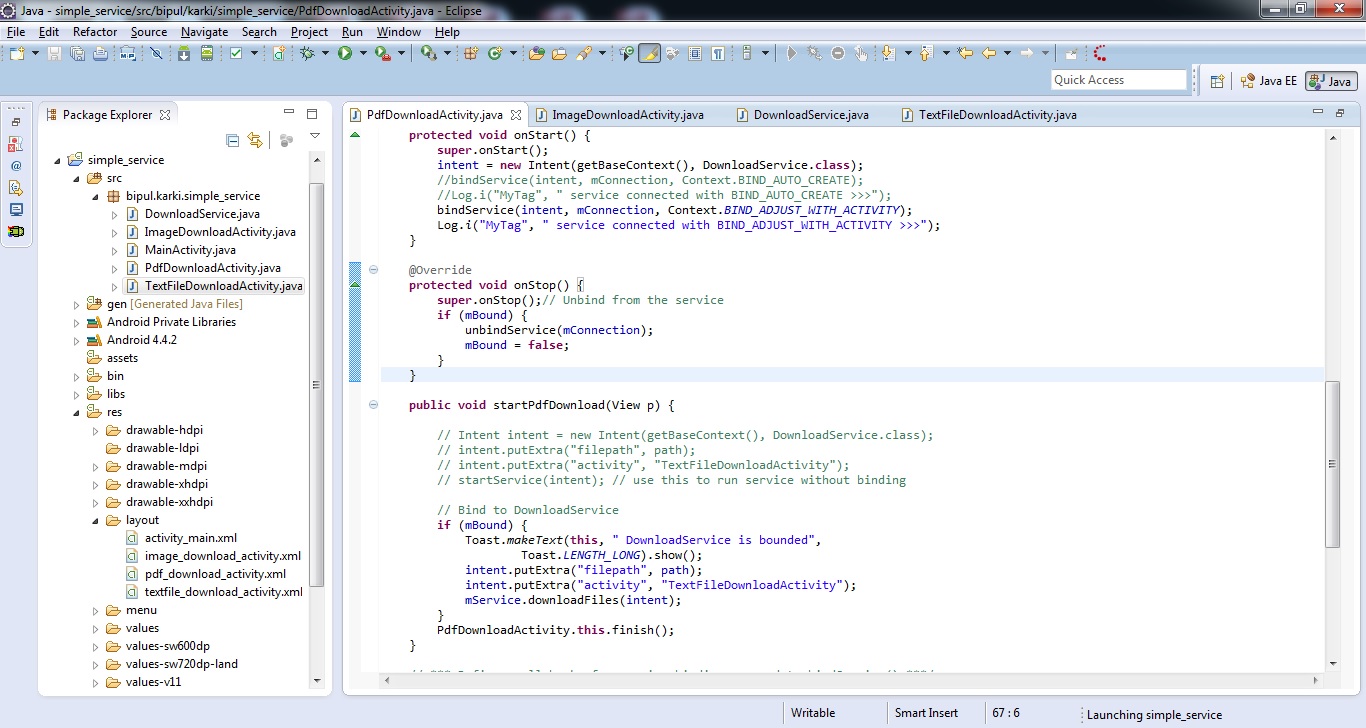 Java - simple_service/src/bipul/karki/simple_service/PdfDownloadActivity.java - Eclipse
File Edit Refactor Source Navigate Search Project Run Window Help
Quick Access
Java EE
Java
Package Explorer
simple_service
src
bipul.karki.simple_service
DownloadService.java
ImageDownloadActivity.java
MainActivity.java
PdfDownloadActivity.java
TextFileDownloadActivity.java
gen [Generated Java Files]
Android Private Libraries
Android 4.4.2
assets
bin
libs
res
drawable-hdpi
drawable-ldpi
drawable-mdpi
drawable-xhdpi
drawable-xxhdpi
layout
activity_main.xml
image_download_activity.xml
pdf_download_activity.xml
textfile_download_activity.xml
menu
values
values-sw600dp
values-sw720dp-land
values-v11
PdfDownloadActivity.java
ImageDownloadActivity.java
DownloadService.java
TextFileDownloadActivity.java
protected void onStart() {
super.onStart();
intent = new Intent(getBaseContext(), DownloadService.class);
//bindService(intent, mConnection, Context.BIND_AUTO_CREATE);
//Log.i("MyTag", " service connected with BIND_AUTO_CREATE >>>");
bindService(intent, mConnection, Context.BIND_ADJUST_WITH_ACTIVITY);
Log.i("MyTag", " service connected with BIND_ADJUST_WITH_ACTIVITY >>>");
}
@Override
protected void onStop() {
super.onStop();// Unbind from the service
if (mBound) {
unbindService(mConnection);
mBound = false;
}
}
public void startPdfDownload(View p) {
// Intent intent = new Intent(getBaseContext(), DownloadService.class);
// intent.putExtra("filepath", path);
// intent.putExtra("activity", "TextFileDownloadActivity");
// startService(intent); // use this to run service without binding
// Bind to DownloadService
if (mBound) {
Toast.makeText(this, " DownloadService is bounded",
Toast.LENGTH_LONG).show();
intent.putExtra("filepath", path);
intent.putExtra("activity", "TextFileDownloadActivity");
mService.downloadFiles(intent);
}
PdfDownloadActivity.this.finish();
}
Writable
Smart Insert
67 : 6
Launching simple_service